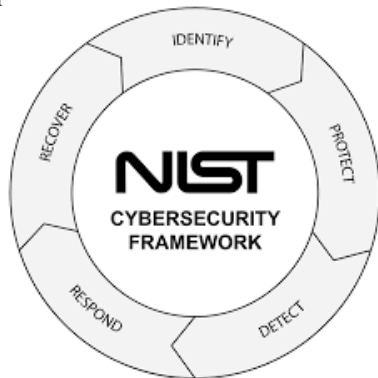 IDENTIFY
PROTECT
DETECT
RESPOND
RECOVER
NIST
CYBERSECURITY
FRAMEWORK